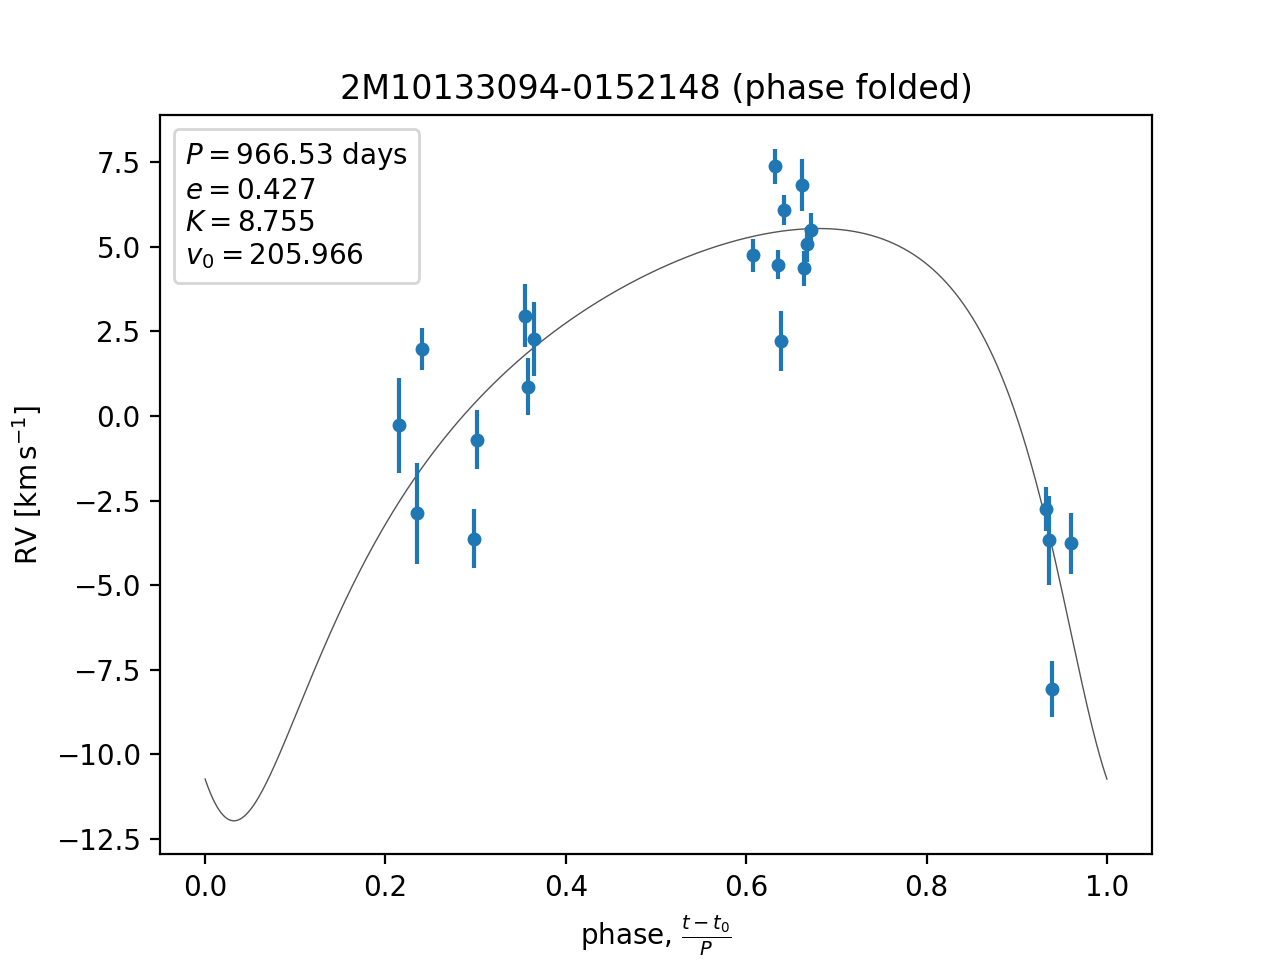 2M10133094-0152148 (phase folded)
P = 966.53 days
e = 0.427
K = 8.755
v₀ = 205.966
7.5
5.0
2.5
0.0
−2.5
−5.0
−7.5
−10.0
−12.5
RV [km s⁻¹]
0.0 0.2 0.4 0.6 0.8 1.0
phase, (t − t₀)/P